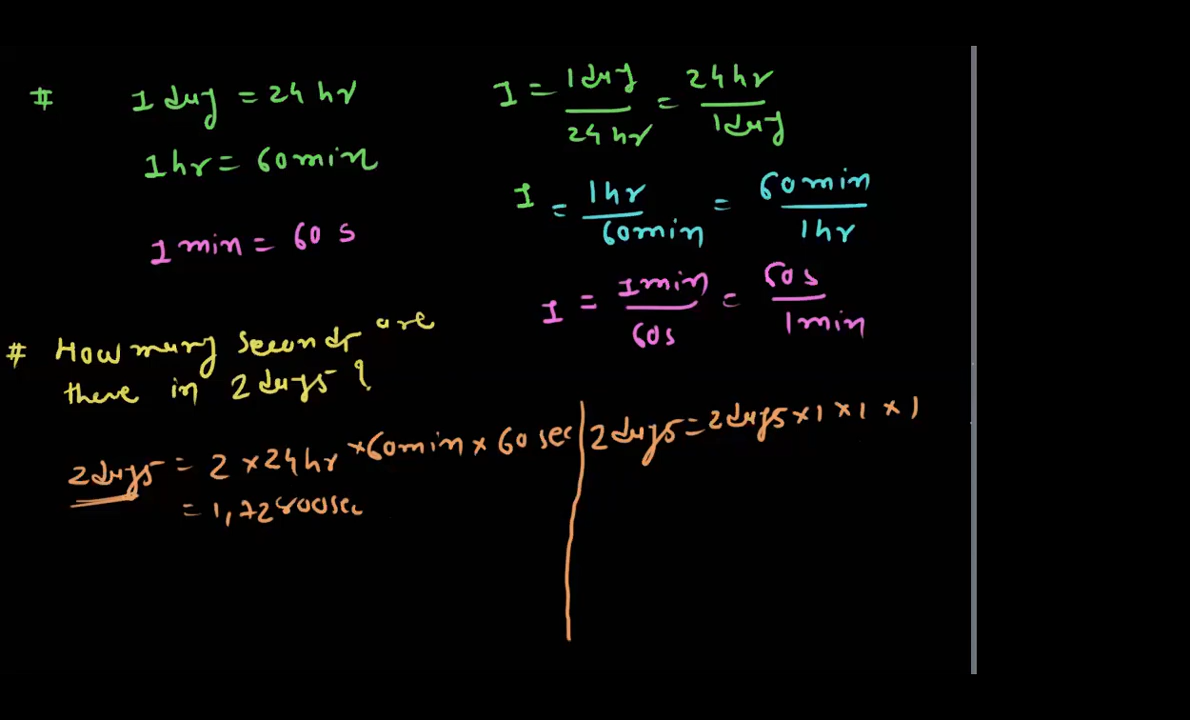 # 1 day = 24 hr
1 hr = 60 min
1 min = 60 s
1 = 1 day / 24 hr = 24 hr / 1 day
1 = 1 hr / 60 min = 60 min / 1 hr
1 = 1 min / 60 s = 60 s / 1 min
# How many seconds are
there in 2 days ?
2 days = 2 × 24 hr × 60 min × 60 sec
= 1,72800 sec
2 days = 2 days × 1 × 1 × 1